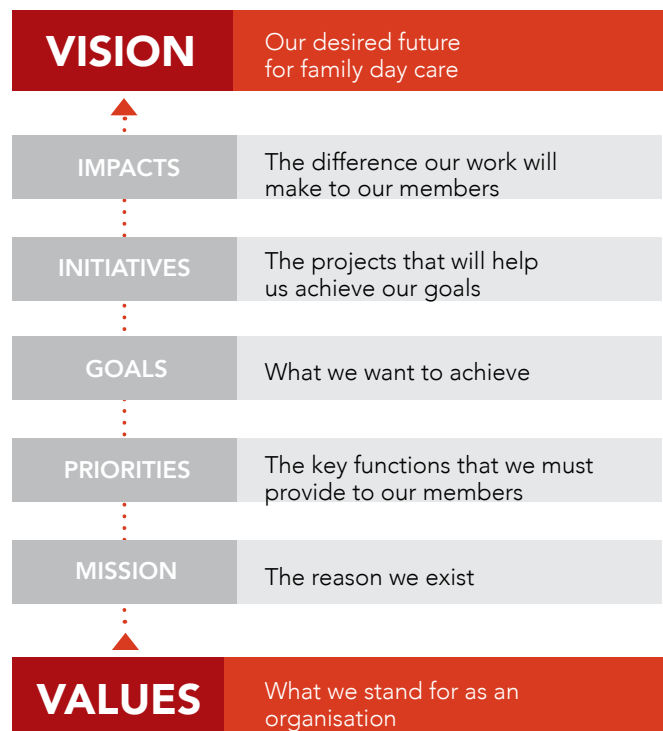 VISION
Our desired future
for family day care
IMPACTS
The difference our work will
make to our members
INITIATIVES
The projects that will help
us achieve our goals
GOALS
What we want to achieve
PRIORITIES
The key functions that we must
provide to our members
MISSION
The reason we exist
VALUES
What we stand for as an
organisation